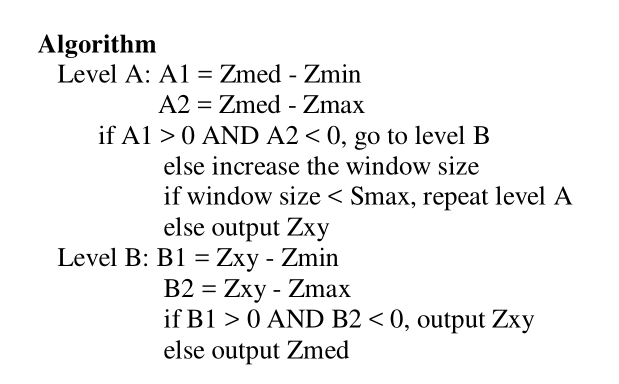 Algorithm
Level A: A1 = Zmed - Zmin
A2 = Zmed - Zmax
if A1 > 0 AND A2 < 0, go to level B
else increase the window size
if window size < Smax, repeat level A
else output Zxy
Level B: B1 = Zxy - Zmin
B2 = Zxy - Zmax
if B1 > 0 AND B2 < 0, output Zxy
else output Zmed